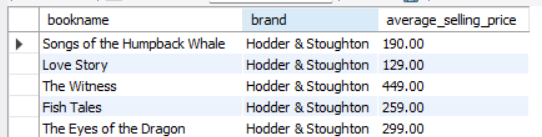 bookname brand average_selling_price
Songs of the Humpback Whale Hodder & Stoughton 190.00
Love Story Hodder & Stoughton 129.00
The Witness Hodder & Stoughton 449.00
Fish Tales Hodder & Stoughton 259.00
The Eyes of the Dragon Hodder & Stoughton 299.00